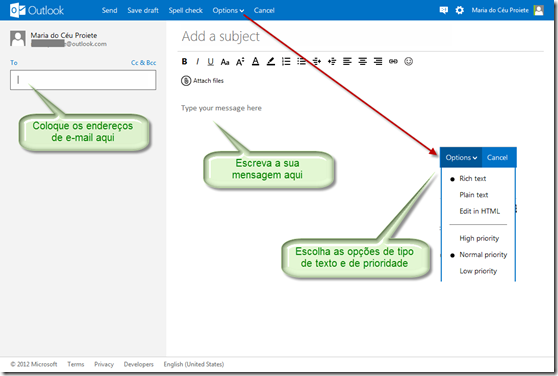 Outlook
Send Save draft Spell check Options Cancel
Maria do Céu Proiete
Maria do Céu Proiete
@outlook.com
To Cc & Bcc
Add a subject
B I U Aa A A
Attach files
Type your message here
Coloque os endereços
de e-mail aqui
Escreva a sua
mensagem aqui
Escolha as opções de tipo
de texto e de prioridade
Options Cancel
Rich text
Plain text
Edit in HTML
High priority
Normal priority
Low priority
© 2012 Microsoft Terms Privacy Developers English (United States)